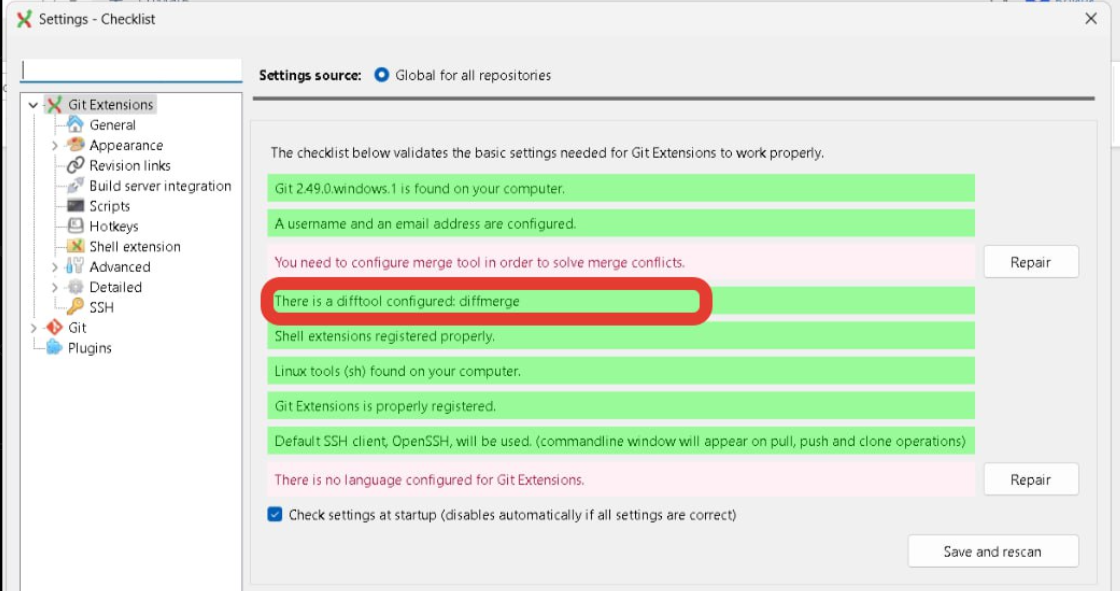 Settings - Checklist
Settings source: Global for all repositories
Git Extensions
General
Appearance
Revision links
Build server integration
Scripts
Hotkeys
Shell extension
Advanced
Detailed
SSH
Git
Plugins
The checklist below validates the basic settings needed for Git Extensions to work properly.
Git 2.49.0.windows.1 is found on your computer.
A username and an email address are configured.
You need to configure merge tool in order to solve merge conflicts.
Repair
There is a difftool configured: diffmerge
Shell extensions registered properly.
Linux tools (sh) found on your computer.
Git Extensions is properly registered.
Default SSH client, OpenSSH, will be used. (commandline window will appear on pull, push and clone operations)
There is no language configured for Git Extensions.
Repair
Check settings at startup (disables automatically if all settings are correct)
Save and rescan